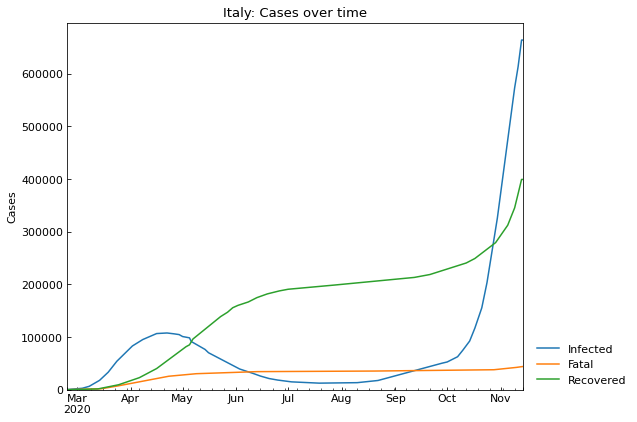 Italy: Cases over time
Cases
600000
500000
400000
300000
200000
100000
0
Mar Apr May Jun Jul Aug Sep Oct Nov
2020
Infected
Fatal
Recovered